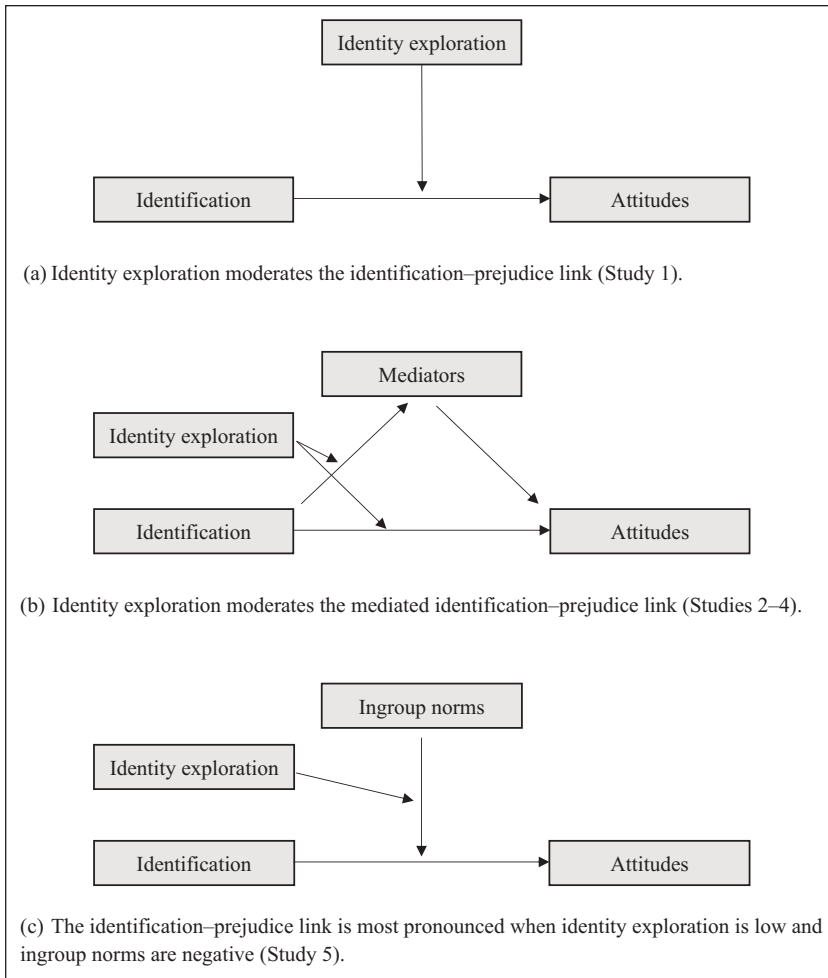 Identity exploration
Identification
Attitudes
(a) Identity exploration moderates the identification–prejudice link (Study 1).
Mediators
Identity exploration
Identification
Attitudes
(b) Identity exploration moderates the mediated identification–prejudice link (Studies 2–4).
Ingroup norms
Identity exploration
Identification
Attitudes
(c) The identification–prejudice link is most pronounced when identity exploration is low and
ingroup norms are negative (Study 5).